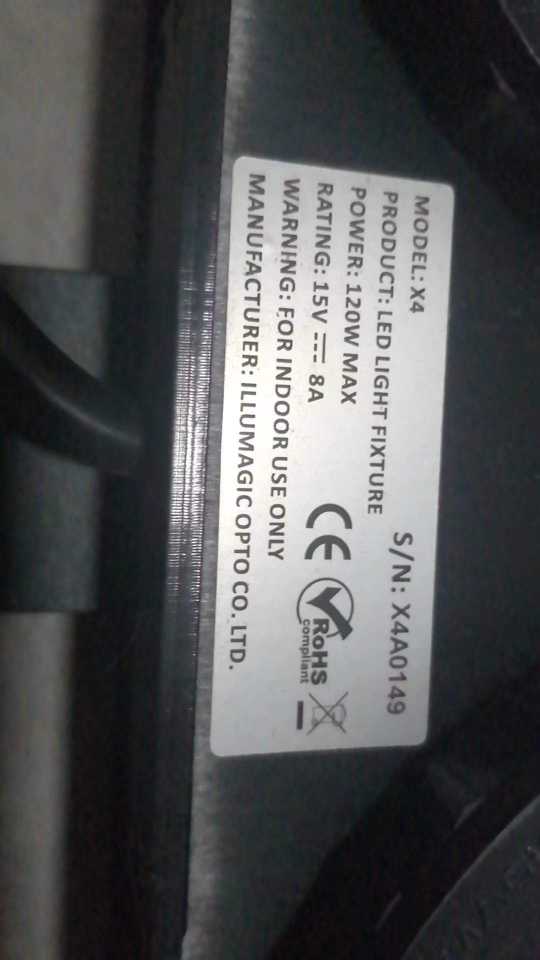 MODEL: X4
PRODUCT: LED LIGHT FIXTURE
S/N: X4A0149
POWER: 120W MAX
RATING: 15V ⎓ 8A
WARNING: FOR INDOOR USE ONLY
MANUFACTURER: ILLUMAGIC OPTO CO. LTD.
CE
RoHS
compliant